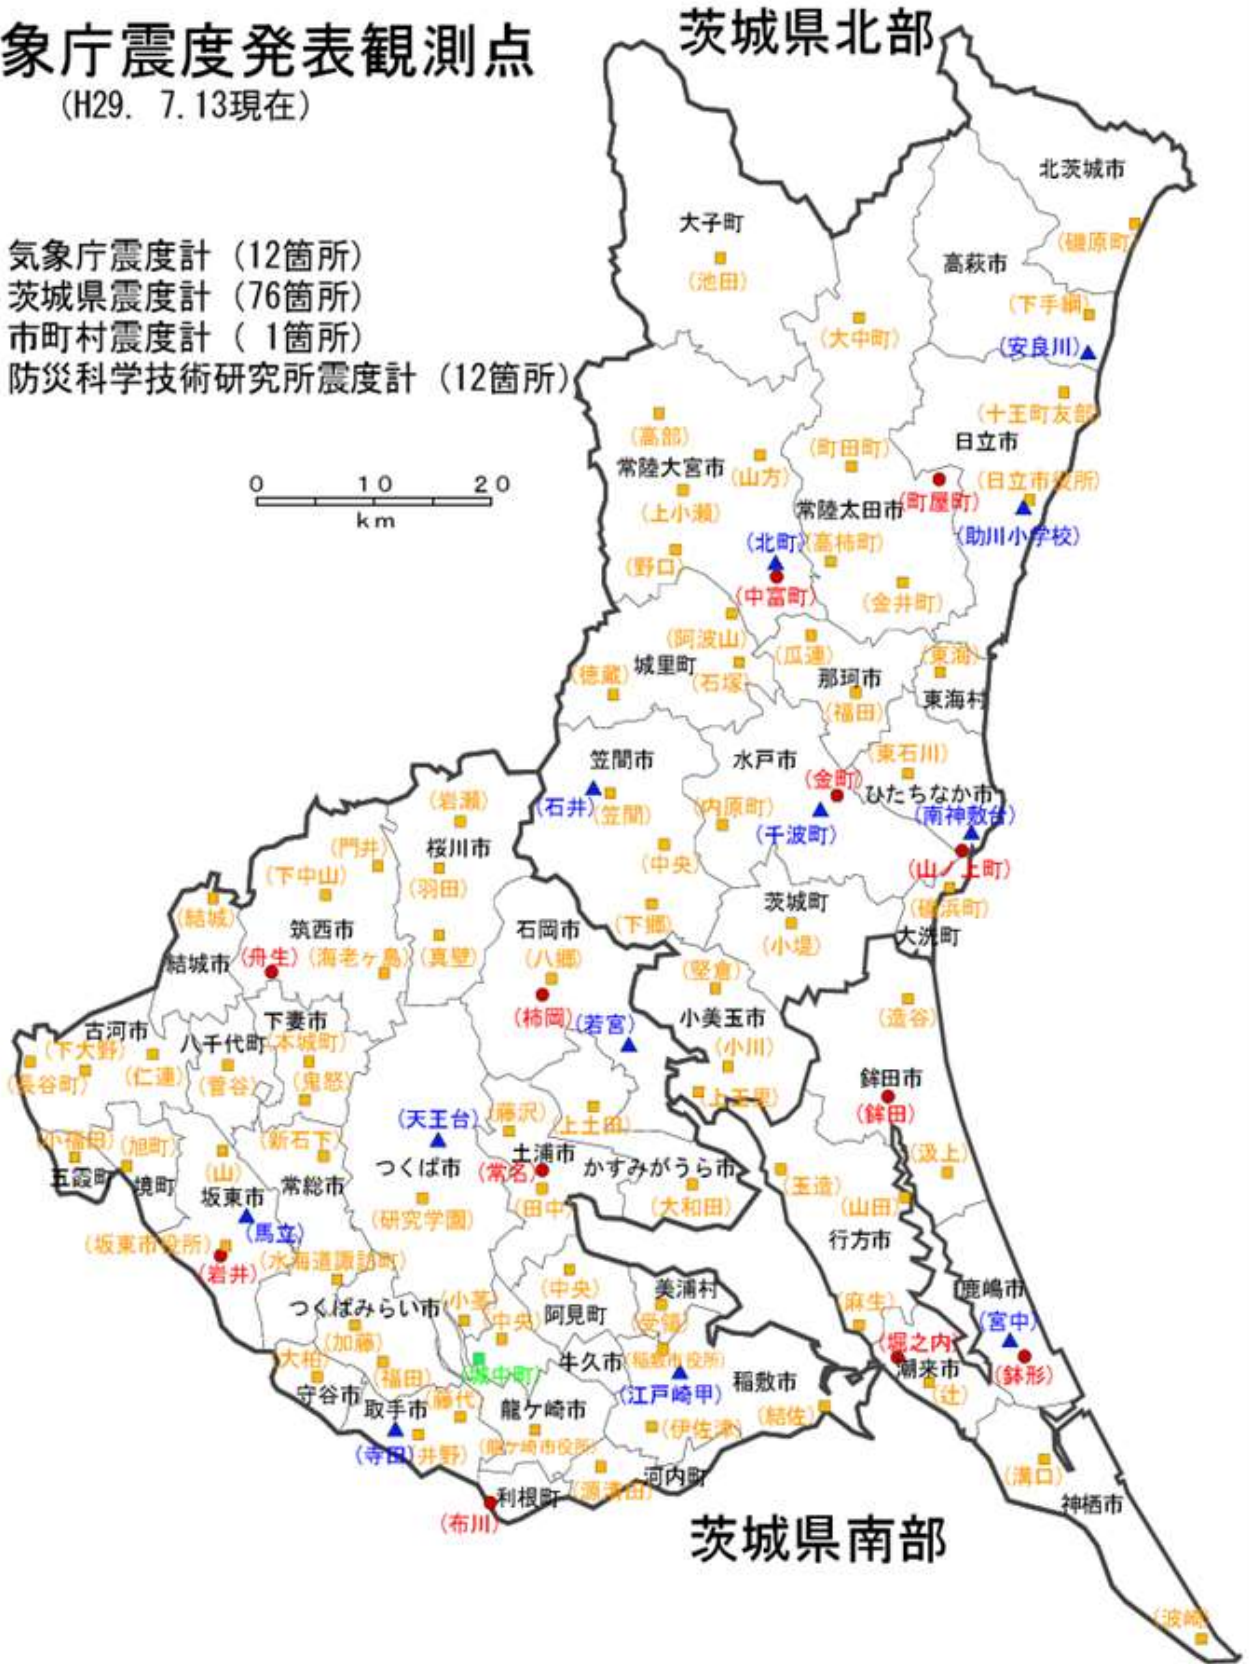 象庁震度発表観測点
茨城県北部
(H29. 7.13現在)
北茨城市
大子町
(磯原町)
(池田)
高萩市
気象庁震度計 (12箇所)
茨城県震度計 (76箇所)
市町村震度計 ( 1箇所)
防災科学技術研究所震度計 (12箇所)
(下手綱)
(大中町)
(安良川)
(十王町友部
(高部)
(町田町)
日立市
常陸大宮市
(山方)
(日立市役所)
0 10 20
km
(上小瀬)
常陸太田市
(町屋町)
(北町)
(高柿町)
(助川小学校)
(野口)
(中富町)
(金井町)
(阿波山)
(瓜連)
(東海)
(徳蔵)
城里町
(石塚)
那珂市
東海村
(福田)
笠間市
水戸市
(東石川)
(金町)
ひたちなか市
(石井)
(笠間)
(内原町)
(千波町)
(南神敷台)
(岩瀬)
(門井)
桜川市
(中央)
(山ノ上町)
(下中山)
(羽田)
(結城)
(下郷)
茨城町
(磯浜町)
筑西市
石岡市
(小堤)
大洗町
結城市
(舟生)
(海老ヶ島)
(真壁)
(八郷)
(堅倉)
(柿岡)
(若宮)
小美玉市
(造谷)
古河市
下妻市
八千代町
(本城町)
(小川)
(下大野)
(長谷町)
(仁連)
(菅谷)
(鬼怒)
(上玉里)
鉾田市
(鉾田)
(天王台)
(藤沢)
(上土田)
(小福田)
(旭町)
(新石下)
(汲上)
五霞町
境町
(山)
坂東市
常総市
つくば市
土浦市
(常名)
かすみがうら市
(玉造)
(研究学園)
(田中)
(大和田)
(山田)
(馬立)
行方市
(坂東市役所)
(岩井)
(水海道諏訪町)
(中央)
美浦村
鹿嶋市
つくばみらい市
(小茎)
(中央)
阿見町
(受領)
(麻生)
(宮中)
(加藤)
(堀之内)
(大柏)
(福田)
牛久市
(稲敷市役所)
潮来市
(鉢形)
守谷市
(江戸崎甲)
稲敷市
(辻)
取手市
(藤代)
龍ケ崎市
(伊佐津)
(結佐)
(寺田)
(井野)
(龍ケ崎市役所)
河内町
(溝口)
利根町
(源清田)
(布川)
神栖市
茨城県南部
(波崎)